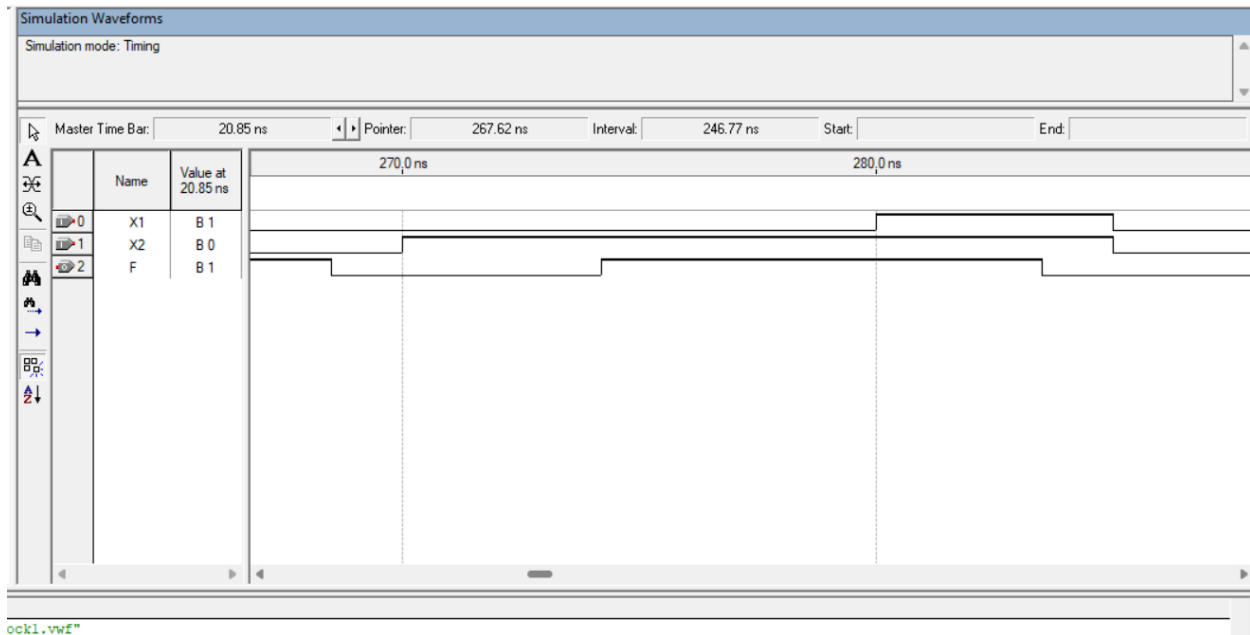 Simulation Waveforms
Simulation mode: Timing
Master Time Bar: 20.85 ns Pointer: 267.62 ns Interval: 246.77 ns Start: End:
Name Value at 20.85 ns 270.0 ns 280.0 ns
0 X1 B 1
1 X2 B 0
2 F B 1
ock1.vwf"